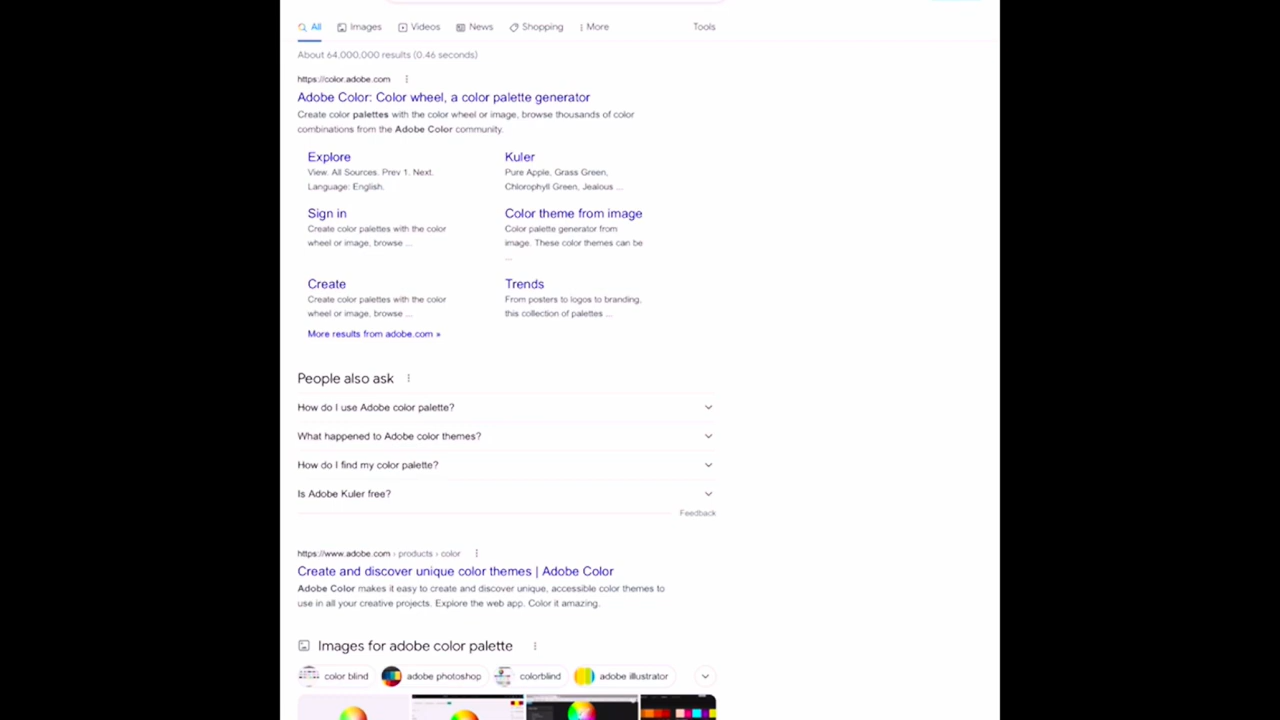 All Images Videos News Shopping More Tools
About 64,000,000 results (0.46 seconds)
https://color.adobe.com
Adobe Color: Color wheel, a color palette generator
Create color palettes with the color wheel or image, browse thousands of color
combinations from the Adobe Color community.
Explore
View. All Sources. Prev 1. Next.
Language: English.
Kuler
Pure Apple, Grass Green,
Chlorophyll Green, Jealous ...
Sign in
Create color palettes with the color
wheel or image, browse ...
Color theme from image
Color palette generator from
image. These color themes can be
...
Create
Create color palettes with the color
wheel or image, browse ...
Trends
From posters to logos to branding,
this collection of palettes ...
More results from adobe.com »
People also ask
How do I use Adobe color palette?
What happened to Adobe color themes?
How do I find my color palette?
Is Adobe Kuler free?
Feedback
https://www.adobe.com › products › color
Create and discover unique color themes | Adobe Color
Adobe Color makes it easy to create and discover unique, accessible color themes to
use in all your creative projects. Explore the web app. Color it amazing.
Images for adobe color palette
color blind adobe photoshop colorblind adobe illustrator